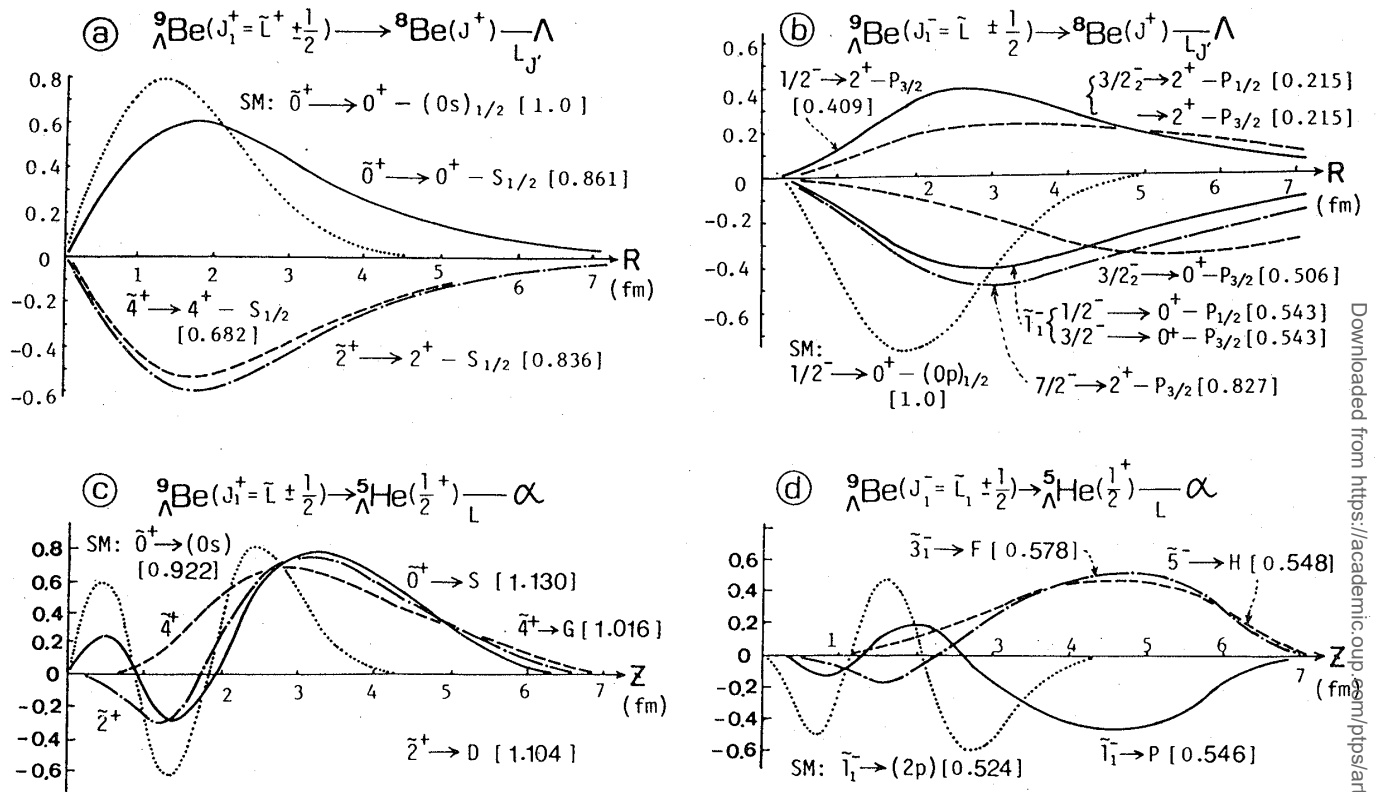 ⓐ ⁹ΛBe(J₁⁺=L̃⁺ ±1/2)⟶⁸Be(J⁺)—Λ
L_J'
0.8
0.6
0.4
0.2
0
-0.2
-0.4
-0.6
SM: 0̃⁺⟶0⁺−(0s)₁/₂ [1.0]
0̃⁺⟶0⁺−S₁/₂ [0.861]
1 2 3 4 5 6 7
R
(fm)
4̃⁺⟶4⁺−S₁/₂
[0.682]
2̃⁺⟶2⁺−S₁/₂ [0.836]
ⓑ ⁹ΛBe(J₁⁻=L̃ ±1/2)⟶⁸Be(J⁺)—Λ
L_J'
0.6
0.4
0.2
0
-0.2
-0.4
-0.6
1/2⁻⟶2⁺−P₃/₂
[0.409]
3/2₂⁻⟶2⁺−P₁/₂ [0.215]
⟶2⁺−P₃/₂ [0.215]
2 3 4 5 6 7
R
(fm)
3/2₂⁻⟶0⁺−P₃/₂[0.506]
1̃₁⁻{1/2⁻⟶0⁺−P₁/₂[0.543]
3/2⁻⟶0⁺−P₃/₂[0.543]
7/2⁻⟶2⁺−P₃/₂[0.827]
SM:
1/2⁻⟶0⁺−(0p)₁/₂
[1.0]
ⓒ ⁹ΛBe(J₁⁺=L̃ ±1/2)⟶⁵ΛHe(1/2⁺)—α
L
0.8
0.6
0.4
0.2
0
-0.2
-0.4
-0.6
SM: 0̃⁺⟶(0s)
[0.922]
0̃⁺⟶S [1.130]
4̃⁺
4̃⁺⟶G[1.016]
2 3 4 5 6 7
Z
(fm)
2̃⁺
2̃⁺⟶D [1.104]
ⓓ ⁹ΛBe(J₁⁻=L̃₁ ±1/2)⟶⁵ΛHe(1/2⁺)—α
L
0.6
0.4
0.2
0
-0.2
-0.4
-0.6
3̃₁⁻⟶F[0.578]
5̃⁻⟶H[0.548]
1 3 4 5 6 7
Z
(fm)
1̃₁⁻⟶P [0.546]
SM: 1̃₁⁻⟶(2p)[0.524]
Downloaded from https://academic.oup.com/ptps/art